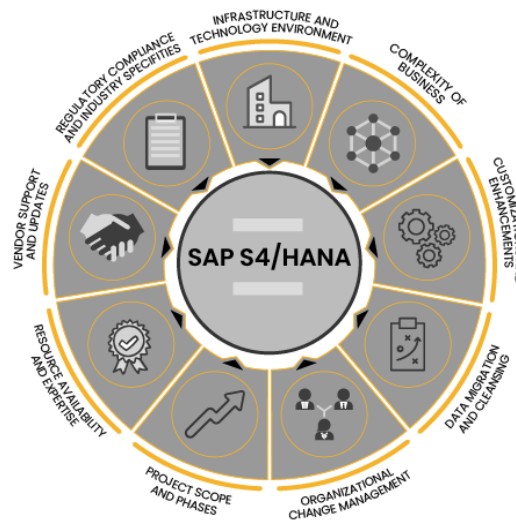 INFRASTRUCTURE AND
TECHNOLOGY ENVIRONMENT
COMPLEXITY OF
BUSINESS
ENHANCEMENTS
DATA MIGRATION
AND CLEANSING
ORGANIZATIONAL
CHANGE MANAGEMENT
PROJECT SCOPE
AND PHASES
RESOURCE AVAILABILITY
AND EXPERTISE
VENDOR SUPPORT
AND UPDATES
REGULATORY COMPLIANCE
AND INDUSTRY SPECIFITIES
SAP S4/HANA